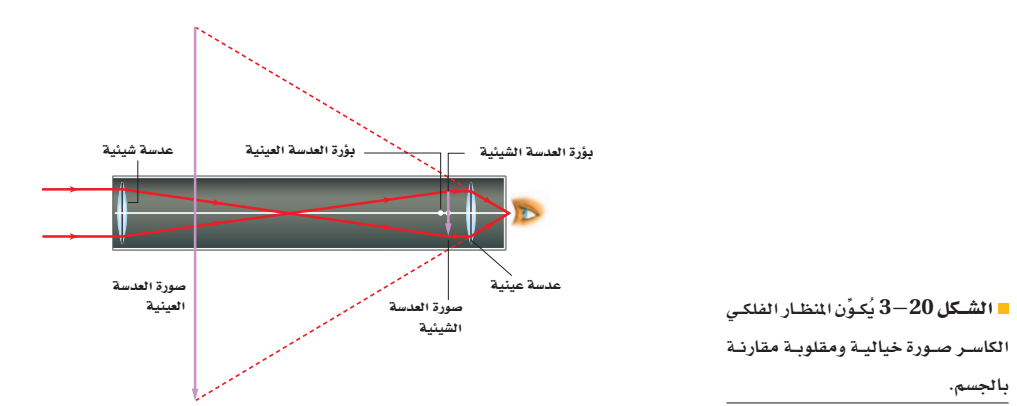 عدسة شيئية
بؤرة العدسة العينية
بؤرة العدسة الشيئية
صورة العدسة
العينية
صورة العدسة
الشيئية
عدسة عينية
الشكل 20–3 يُكوِّن المنظار الفلكي
الكاسر صورة خيالية ومقلوبة مقارنة
بالجسم.